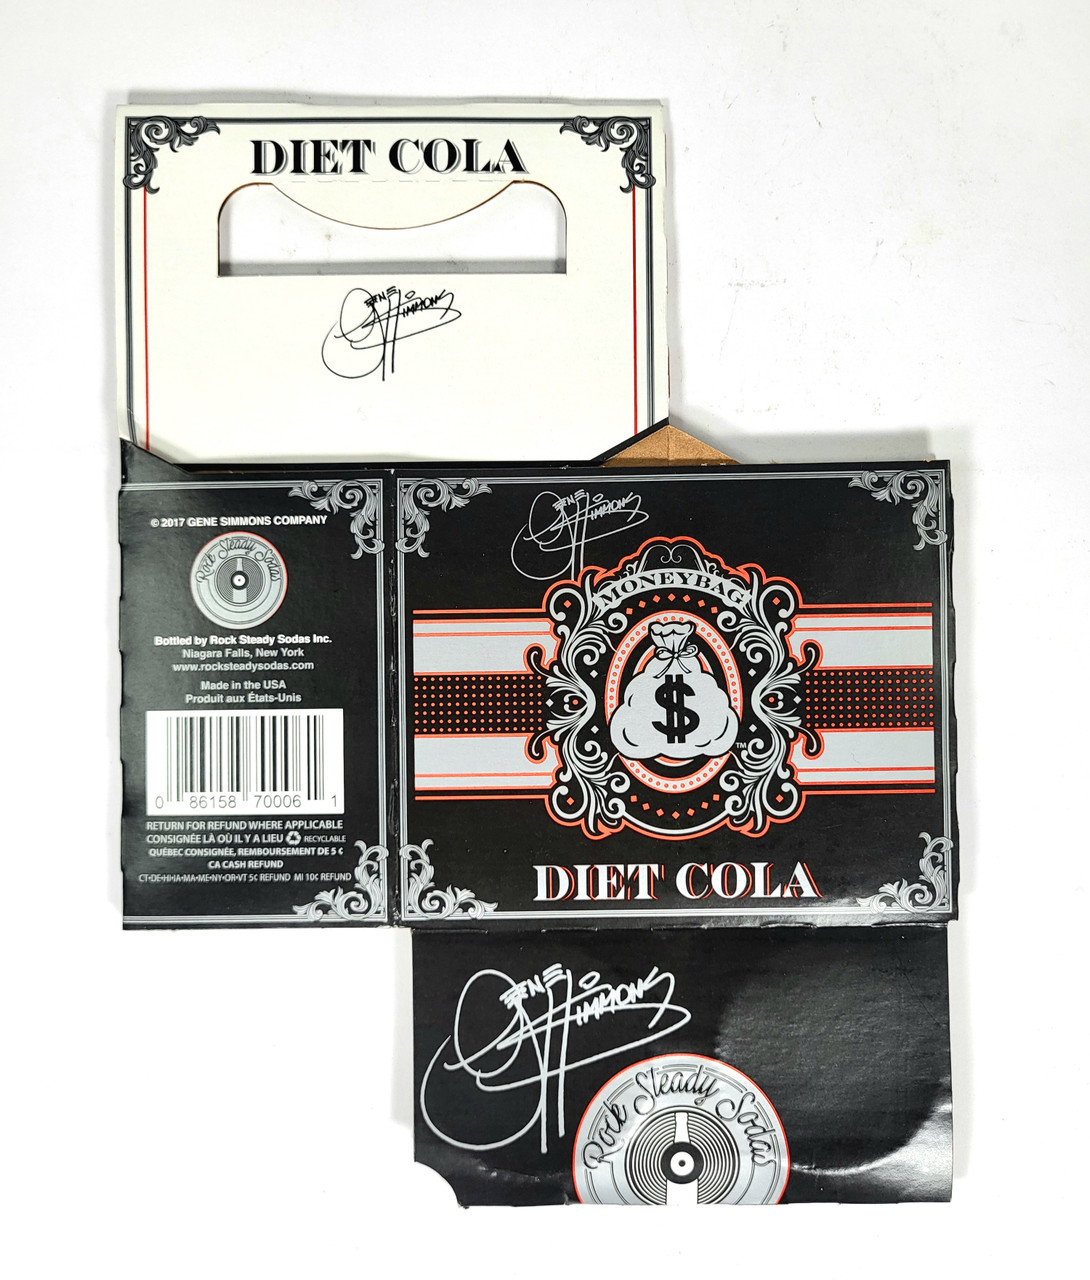 DIET COLA
GENE SIMMONS
© 2017 GENE SIMMONS COMPANY
Rock Steady Sodas
Bottled by Rock Steady Sodas Inc.
Niagara Falls, New York
www.rocksteadysodas.com
Made in the USA
Produit aux États-Unis
0 86158 70006 1
RETURN FOR REFUND WHERE APPLICABLE
CONSIGNÉE LÀ OÙ IL Y A LIEU RECYCLABLE
QUÉBEC CONSIGNÉE, REMBOURSEMENT DE 5 ¢
CA CASH REFUND
CT•DE•HI•IA•MA•ME•NY•OR•VT 5¢ REFUND MI 10¢ REFUND
GENE SIMMONS
MONEYBAG
$
TM
DIET COLA
GENE SIMMONS
Rock Steady Sodas